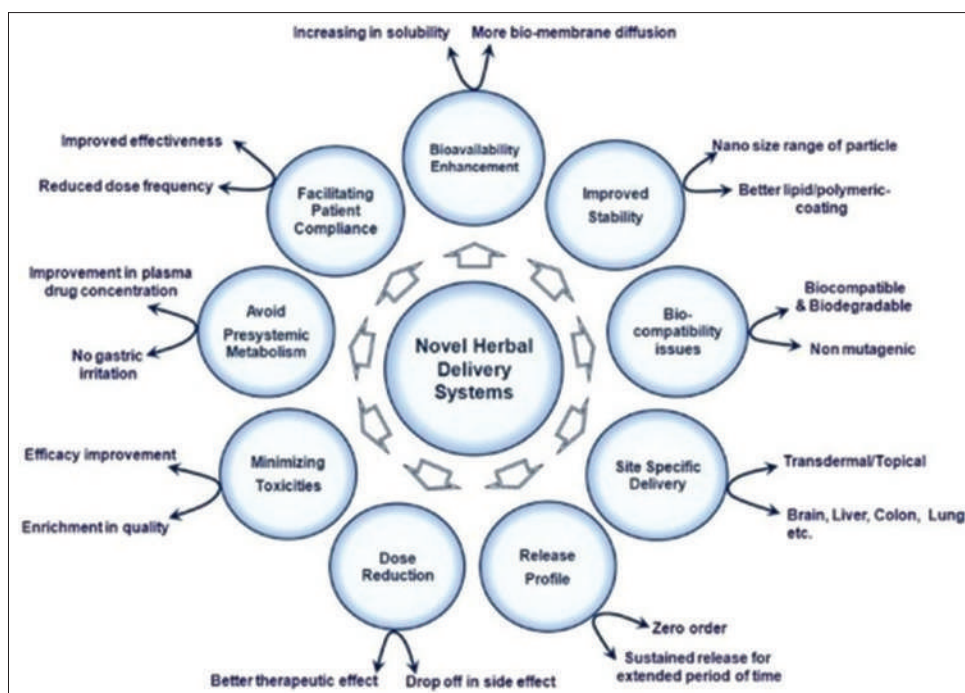 Increasing in solubility
More bio-membrane diffusion
Bioavailability
Enhancement
Nano size range of particle
Better lipid/polymeric-
coating
Improved
Stability
Biocompatible
& Biodegradable
Non mutagenic
Bio-
compatibility
issues
Transdermal/Topical
Brain, Liver, Colon, Lung
etc.
Site Specific
Delivery
Release
Profile
Zero order
Sustained release for
extended period of time
Dose
Reduction
Better therapeutic effect
Drop off in side effect
Minimizing
Toxicities
Efficacy improvement
Enrichment in quality
Avoid
Presystemic
Metabolism
Improvement in plasma
drug concentration
No gastric
irritation
Facilitating
Patient
Compliance
Improved effectiveness
Reduced dose frequency
Novel Herbal
Delivery
Systems